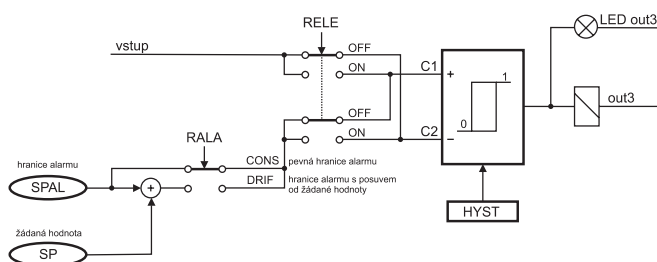 RELE
LED out3
vstup
OFF
ON
C1
+
1
0
out3
OFF
ON
C2
−
RALA
hranice alarmu
CONS
pevná hranice alarmu
SPAL
+
DRIF
hranice alarmu s posuvem
od žádané hodnoty
HYST
žádaná hodnota
SP